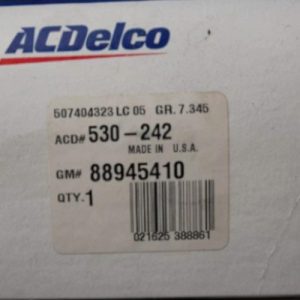 ACDelco
507404323 LC 05 GR. 7.345
ACD# 530-242
MADE IN U.S.A.
GM# 88945410
QTY. 1
021625 388861